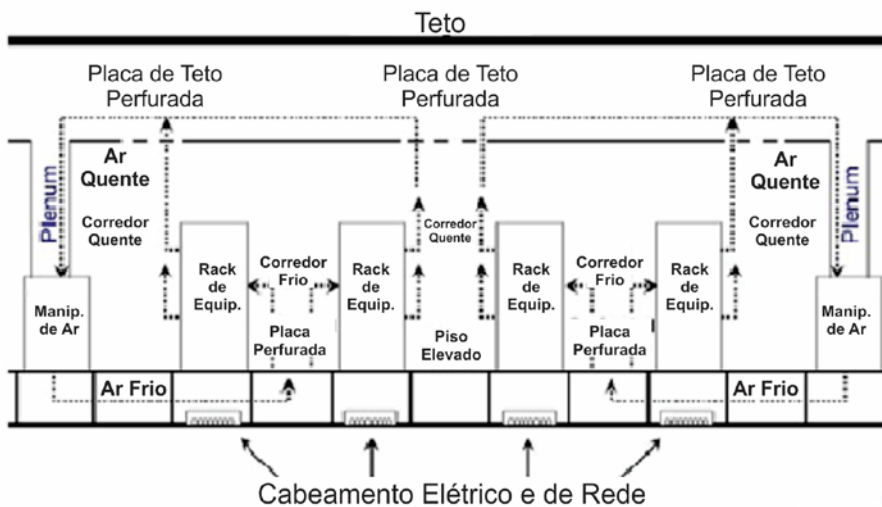 Teto
Placa de Teto
Perfurada
Placa de Teto
Perfurada
Placa de Teto
Perfurada
Ar
Quente
Ar
Quente
Plenum
Corredor
Quente
Corredor
Quente
Corredor
Quente
Plenum
Manip.
de Ar
Rack
de
Equip.
Corredor
Frio
Rack
de
Equip.
Rack
de
Equip.
Corredor
Frio
Rack
de
Equip.
Manip.
de Ar
Placa
Perfurada
Piso
Elevado
Placa
Perfurada
Ar Frio
Ar Frio
Cabeamento Elétrico e de Rede